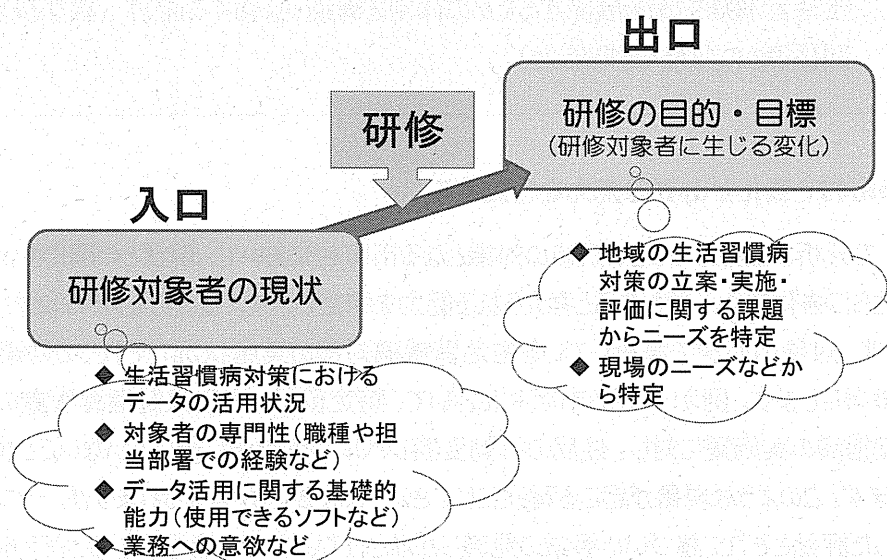 出口
研修の目的・目標
(研修対象者に生じる変化)
研修
入口
研修対象者の現状
◆ 地域の生活習慣病
対策の立案・実施・
評価に関する課題
からニーズを特定
◆ 現場のニーズなどか
ら特定
◆ 生活習慣病対策における
データの活用状況
◆ 対象者の専門性(職種や担
当部署での経験など)
◆ データ活用に関する基礎的
能力(使用できるソフトなど)
◆ 業務への意欲など